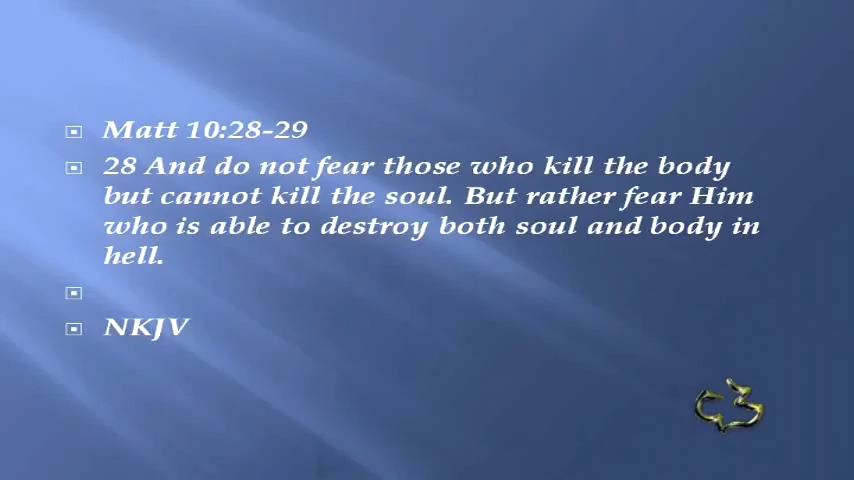 Matt 10:28-29
28 And do not fear those who kill the body
but cannot kill the soul. But rather fear Him
who is able to destroy both soul and body in
hell.
NKJV
C3